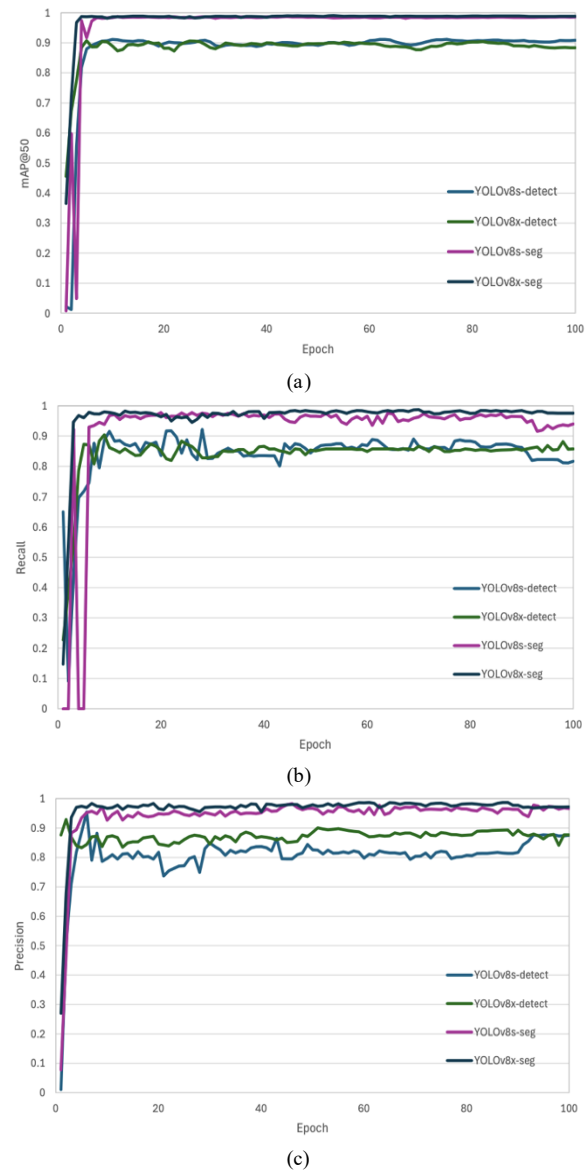 1
0.9
0.8
0.7
0.6
0.5
0.4
0.3
0.2
0.1
0
mAP@50
YOLOv8s-detect
YOLOv8x-detect
YOLOv8s-seg
YOLOv8x-seg
0 20 40 60 80 100
Epoch
(a)
1
0.9
0.8
0.7
0.6
0.5
0.4
0.3
0.2
0.1
0
Recall
YOLOv8s-detect
YOLOv8x-detect
YOLOv8s-seg
YOLOv8x-seg
0 20 40 60 80 100
Epoch
(b)
1
0.9
0.8
0.7
0.6
0.5
0.4
0.3
0.2
0.1
0
Precision
YOLOv8s-detect
YOLOv8x-detect
YOLOv8s-seg
YOLOv8x-seg
0 20 40 60 80 100
Epoch
(c)